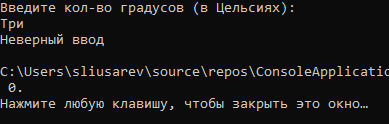 Введите кол-во градусов (в Цельсиях):
Три
Неверный ввод
C:\Users\sliusarev\source\repos\ConsoleApplicatio
0.
Нажмите любую клавишу, чтобы закрыть это окно…